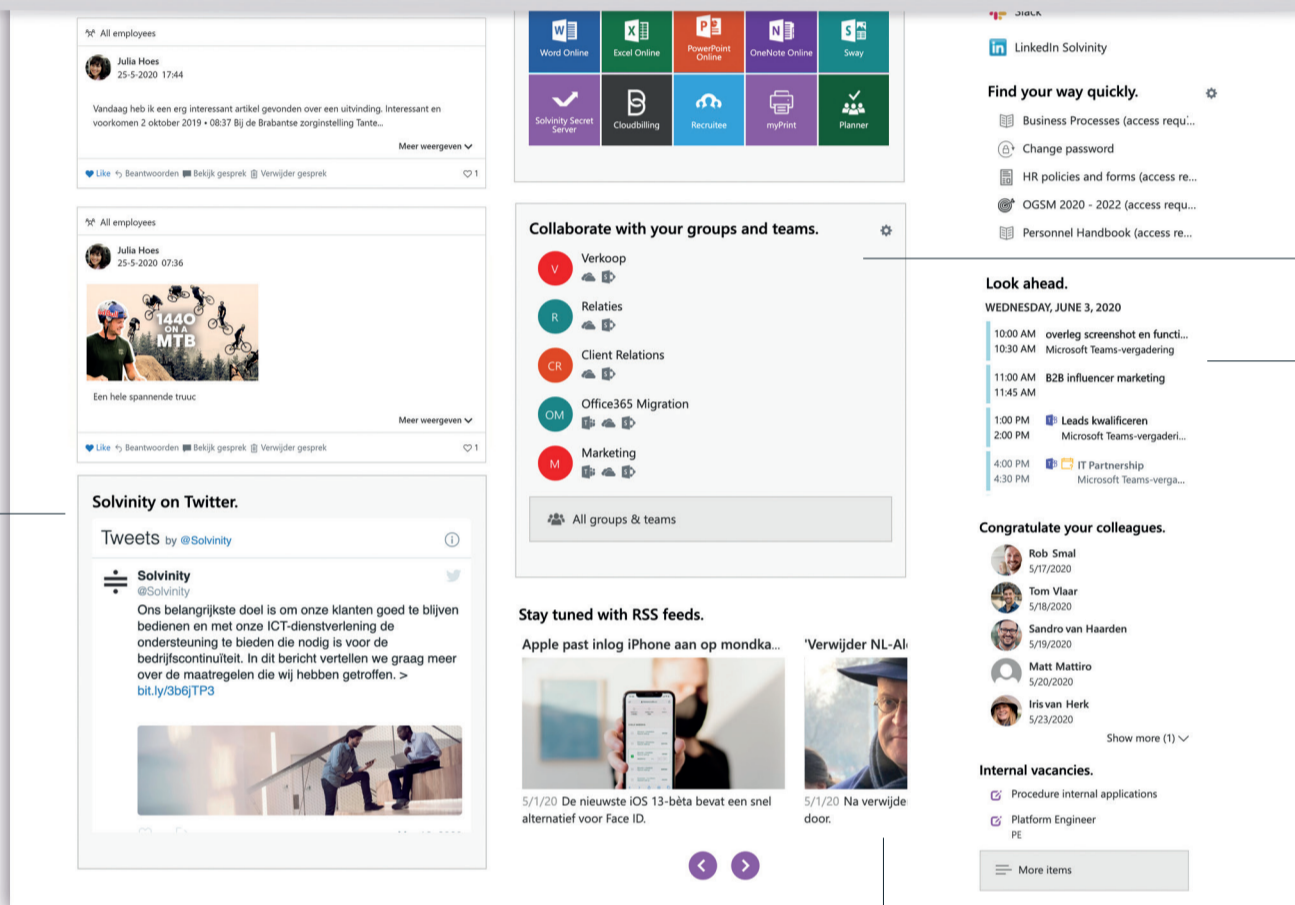 All employees
Julia Hoes
25-5-2020 17:44
Vandaag heb ik een erg interessant artikel gevonden over een uitvinding. Interessant en
voorkomen 2 oktober 2019 • 08:37 Bij de Brabantse zorginstelling Tante...
Meer weergeven
Like Beantwoorden Bekijk gesprek Verwijder gesprek 1
All employees
Julia Hoes
25-5-2020 07:36
1440
ON A
MTB
Een hele spannende truuc
Meer weergeven
Like Beantwoorden Bekijk gesprek Verwijder gesprek 1
Solvinity on Twitter.
Tweets by @Solvinity
Solvinity
@Solvinity
Ons belangrijkste doel is om onze klanten goed te blijven
bedienen en met onze ICT-dienstverlening de
ondersteuning te bieden die nodig is voor de
bedrijfscontinuïteit. In dit bericht vertellen we graag meer
over de maatregelen die wij hebben getroffen. >
bit.ly/3b6jTP3
Word Online
Excel Online
PowerPoint
Online
OneNote Online
Sway
Solvinity Secret
Server
Cloudbilling
Recruitee
myPrint
Planner
Collaborate with your groups and teams.
V Verkoop
R Relaties
CR Client Relations
OM Office365 Migration
M Marketing
All groups & teams
Stay tuned with RSS feeds.
Apple past inlog iPhone aan op mondka...
5/1/20 De nieuwste iOS 13-bèta bevat een snel
alternatief voor Face ID.
'Verwijder NL-Al
5/1/20 Na verwijde
door.
Slack
LinkedIn Solvinity
Find your way quickly.
Business Processes (access requ...
Change password
HR policies and forms (access re...
OGSM 2020 - 2022 (access requ...
Personnel Handbook (access re...
Look ahead.
WEDNESDAY, JUNE 3, 2020
10:00 AM overleg screenshot en functi...
10:30 AM Microsoft Teams-vergadering
11:00 AM B2B influencer marketing
11:45 AM
1:00 PM Leads kwalificeren
2:00 PM Microsoft Teams-vergaderi...
4:00 PM IT Partnership
4:30 PM Microsoft Teams-verga...
Congratulate your colleagues.
Rob Smal
5/17/2020
Tom Vlaar
5/18/2020
Sandro van Haarden
5/19/2020
Matt Mattiro
5/20/2020
Iris van Herk
5/23/2020
Show more (1)
Internal vacancies.
Procedure internal applications
Platform Engineer
PE
More items